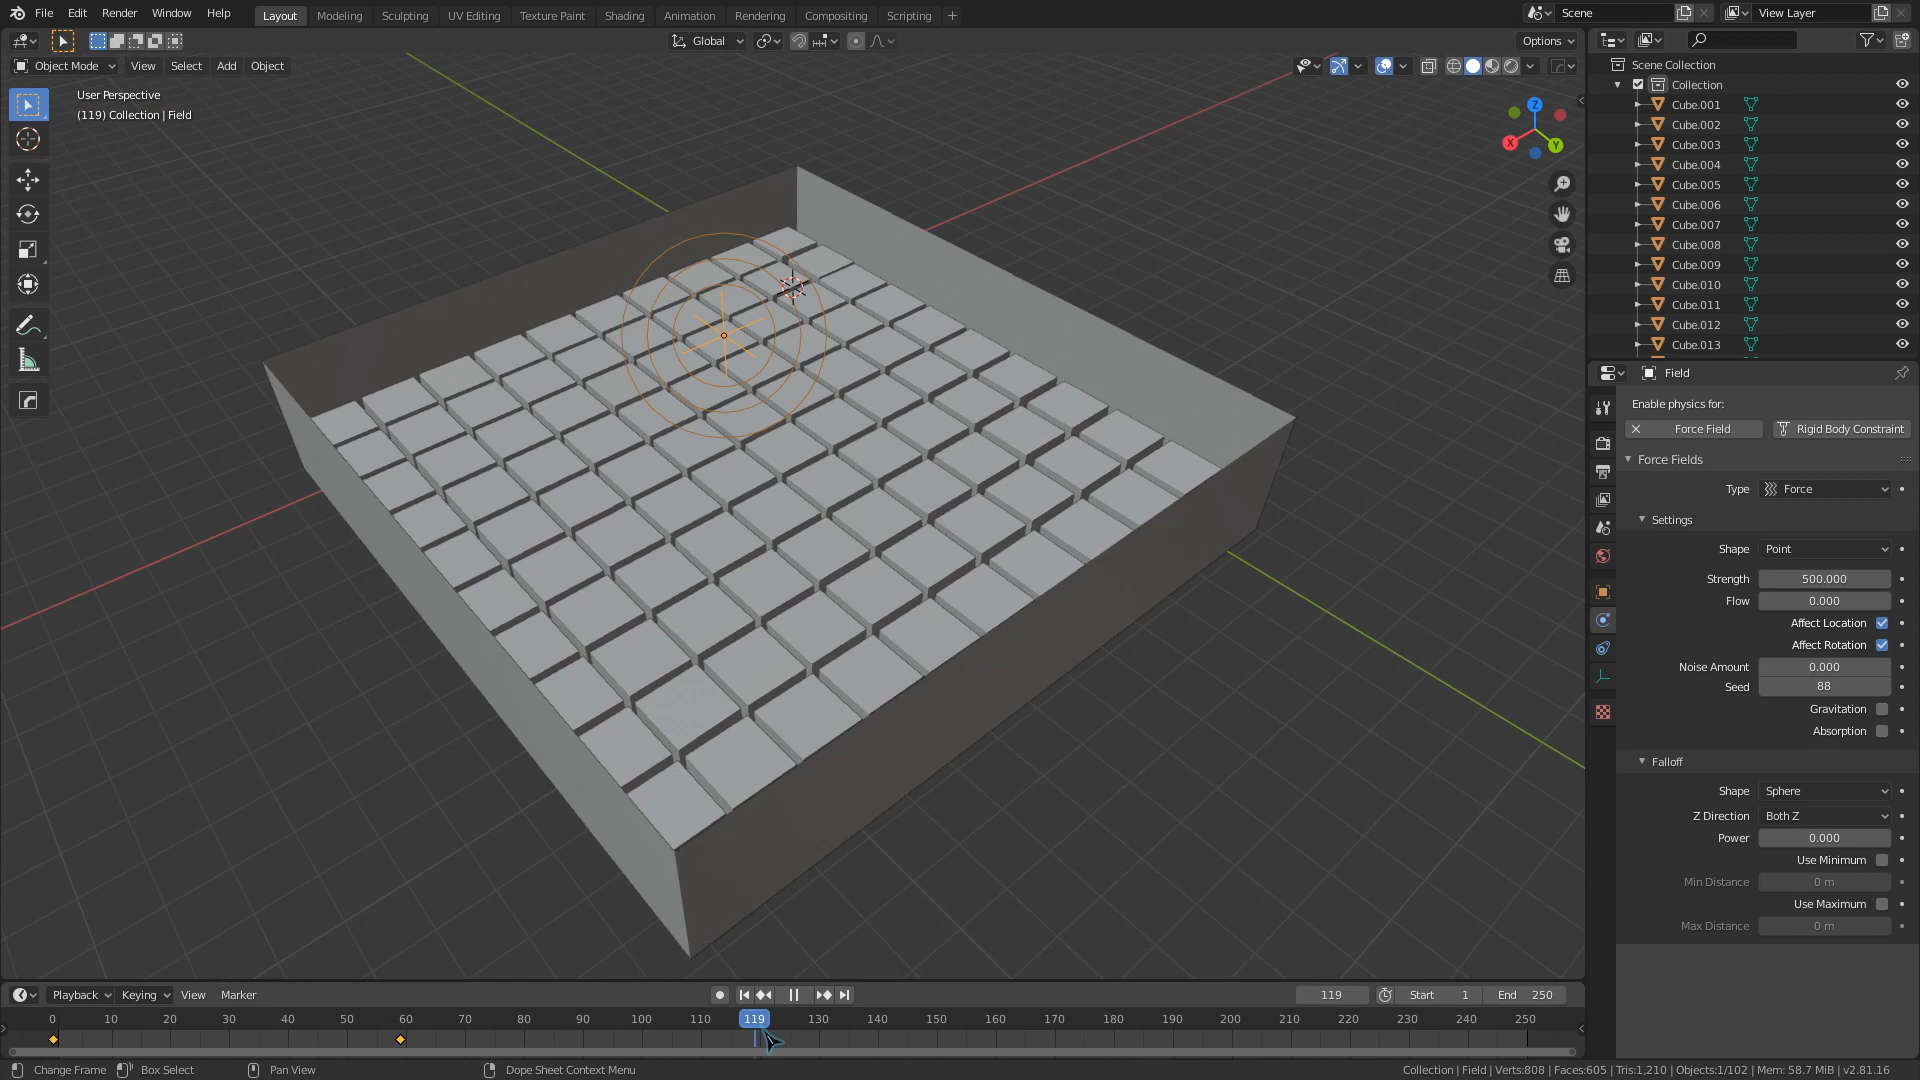 File Edit Render Window Help Layout Modeling Sculpting UV Editing Texture Paint Shading Animation Rendering Compositing Scripting + Scene View Layer
Global Options
Object Mode View Select Add Object
User Perspective
(119) Collection | Field
Z
X
Y
Scene Collection
Collection
Cube.001
Cube.002
Cube.003
Cube.004
Cube.005
Cube.006
Cube.007
Cube.008
Cube.009
Cube.010
Cube.011
Cube.012
Cube.013
Field
Enable physics for:
Force Field Rigid Body Constraint
Force Fields
Type Force
Settings
Shape Point
Strength 500.000
Flow 0.000
Affect Location
Affect Rotation
Noise Amount 0.000
Seed 88
Gravitation
Absorption
Falloff
Shape Sphere
Z Direction Both Z
Power 0.000
Use Minimum
Min Distance 0 m
Use Maximum
Max Distance 0 m
Playback Keying View Marker 119 Start 1 End 250
0 10 20 30 40 50 60 70 80 90 100 110 119 130 140 150 160 170 180 190 200 210 220 230 240 250
Change Frame Box Select Pan View Dope Sheet Context Menu Collection | Field | Verts:808 | Faces:605 | Tris:1,210 | Objects:1/102 | Mem: 58.7 MiB | v2.81.16